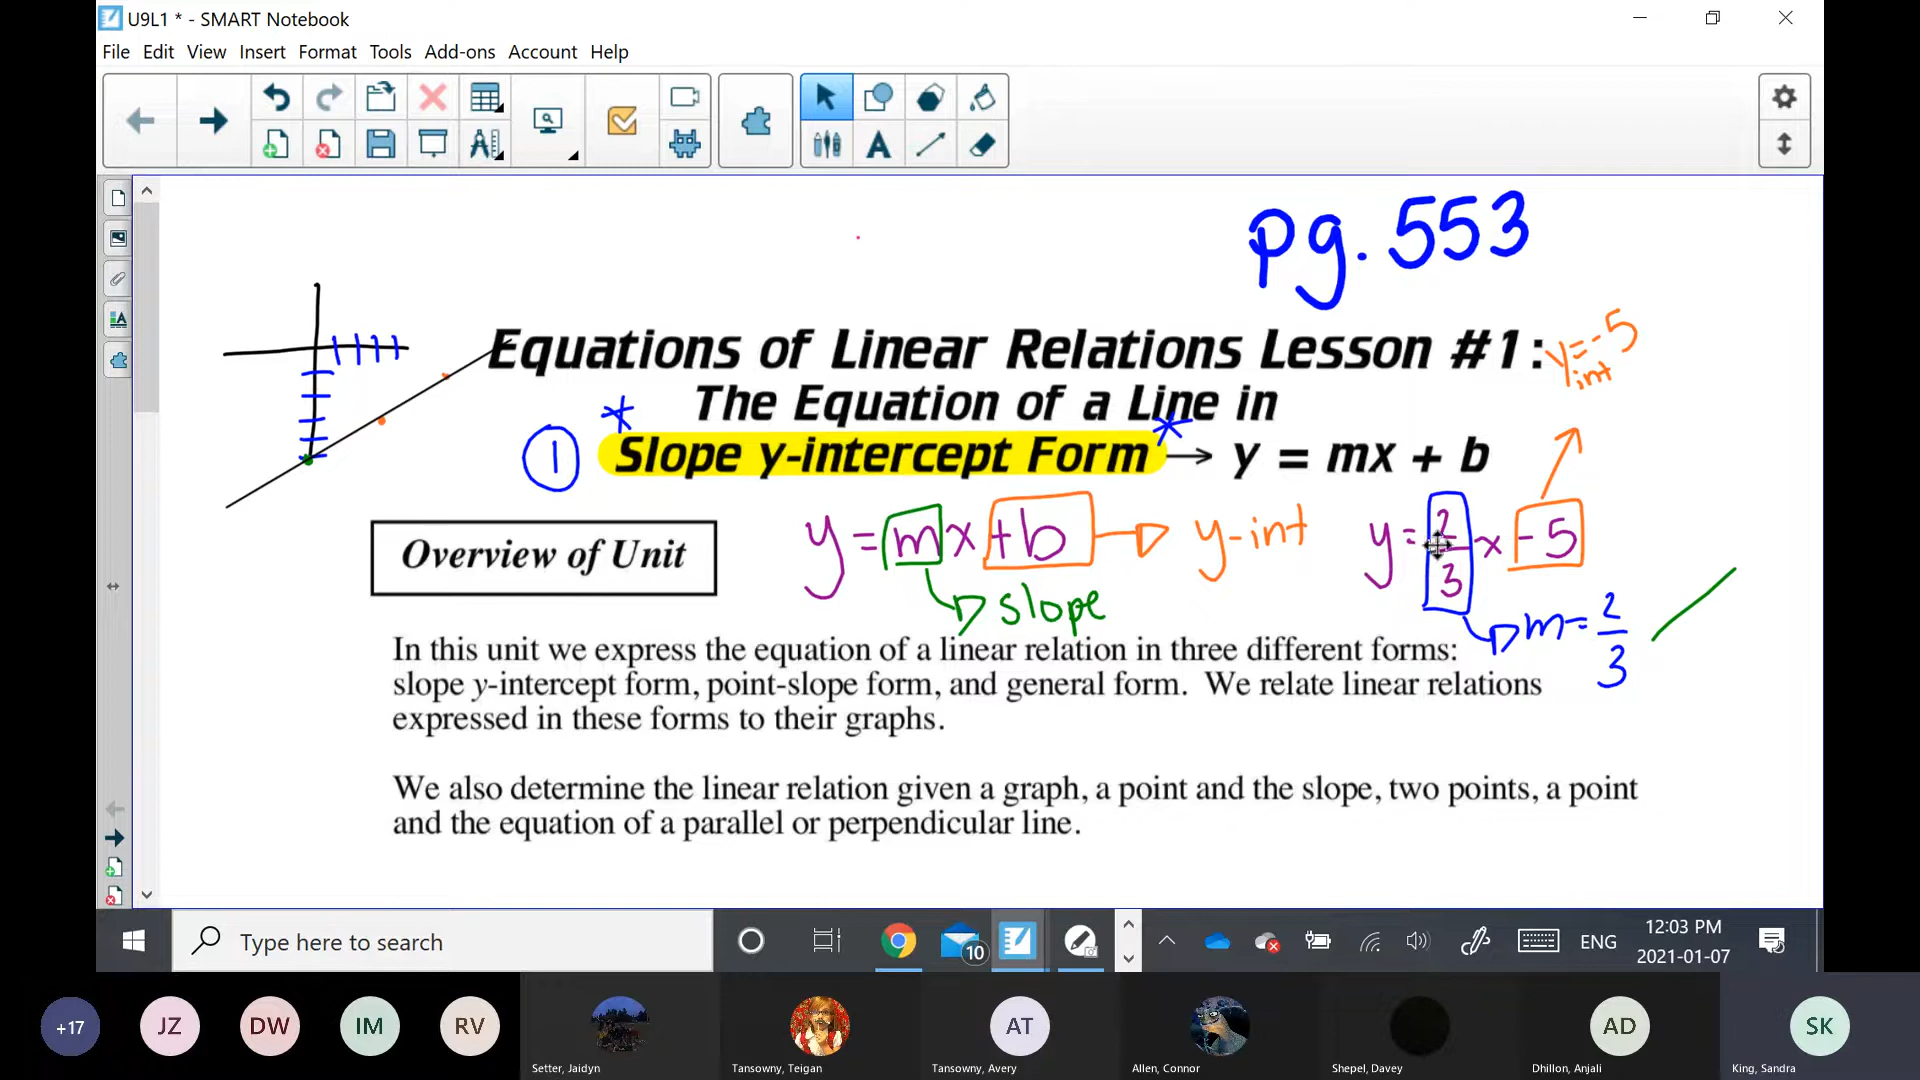 U9L1 * - SMART Notebook
File Edit View Insert Format Tools Add-ons Account Help
pg. 553
Equations of Linear Relations Lesson #1:
y = -5
int
The Equation of a Line in
1 * Slope y-intercept Form * → y = mx + b
y = mx + b → y-int
y = 2/3 x - 5
Overview of Unit
slope
m = 2/3
In this unit we express the equation of a linear relation in three different forms:
slope y-intercept form, point-slope form, and general form. We relate linear relations
expressed in these forms to their graphs.
We also determine the linear relation given a graph, a point and the slope, two points, a point
and the equation of a parallel or perpendicular line.
Type here to search
10
ENG
12:03 PM
2021-01-07
+17 JZ DW IM RV AT AD SK
Setter, Jaidyn Tansowny, Teigan Tansowny, Avery Allen, Connor Shepel, Davey Dhillon, Anjali King, Sandra